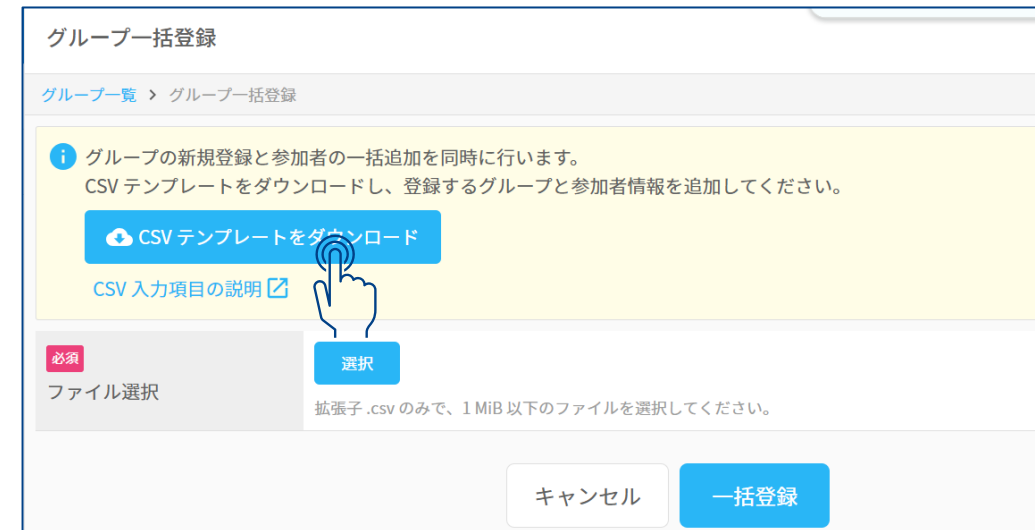 グループ一括登録
グループ一覧 > グループ一括登録
グループの新規登録と参加者の一括追加を同時に行います。
CSV テンプレートをダウンロードし、登録するグループと参加者情報を追加してください。
CSV テンプレートをダウンロード
CSV 入力項目の説明
必須
ファイル選択
選択
拡張子 .csv のみで、1 MiB 以下のファイルを選択してください。
キャンセル
一括登録